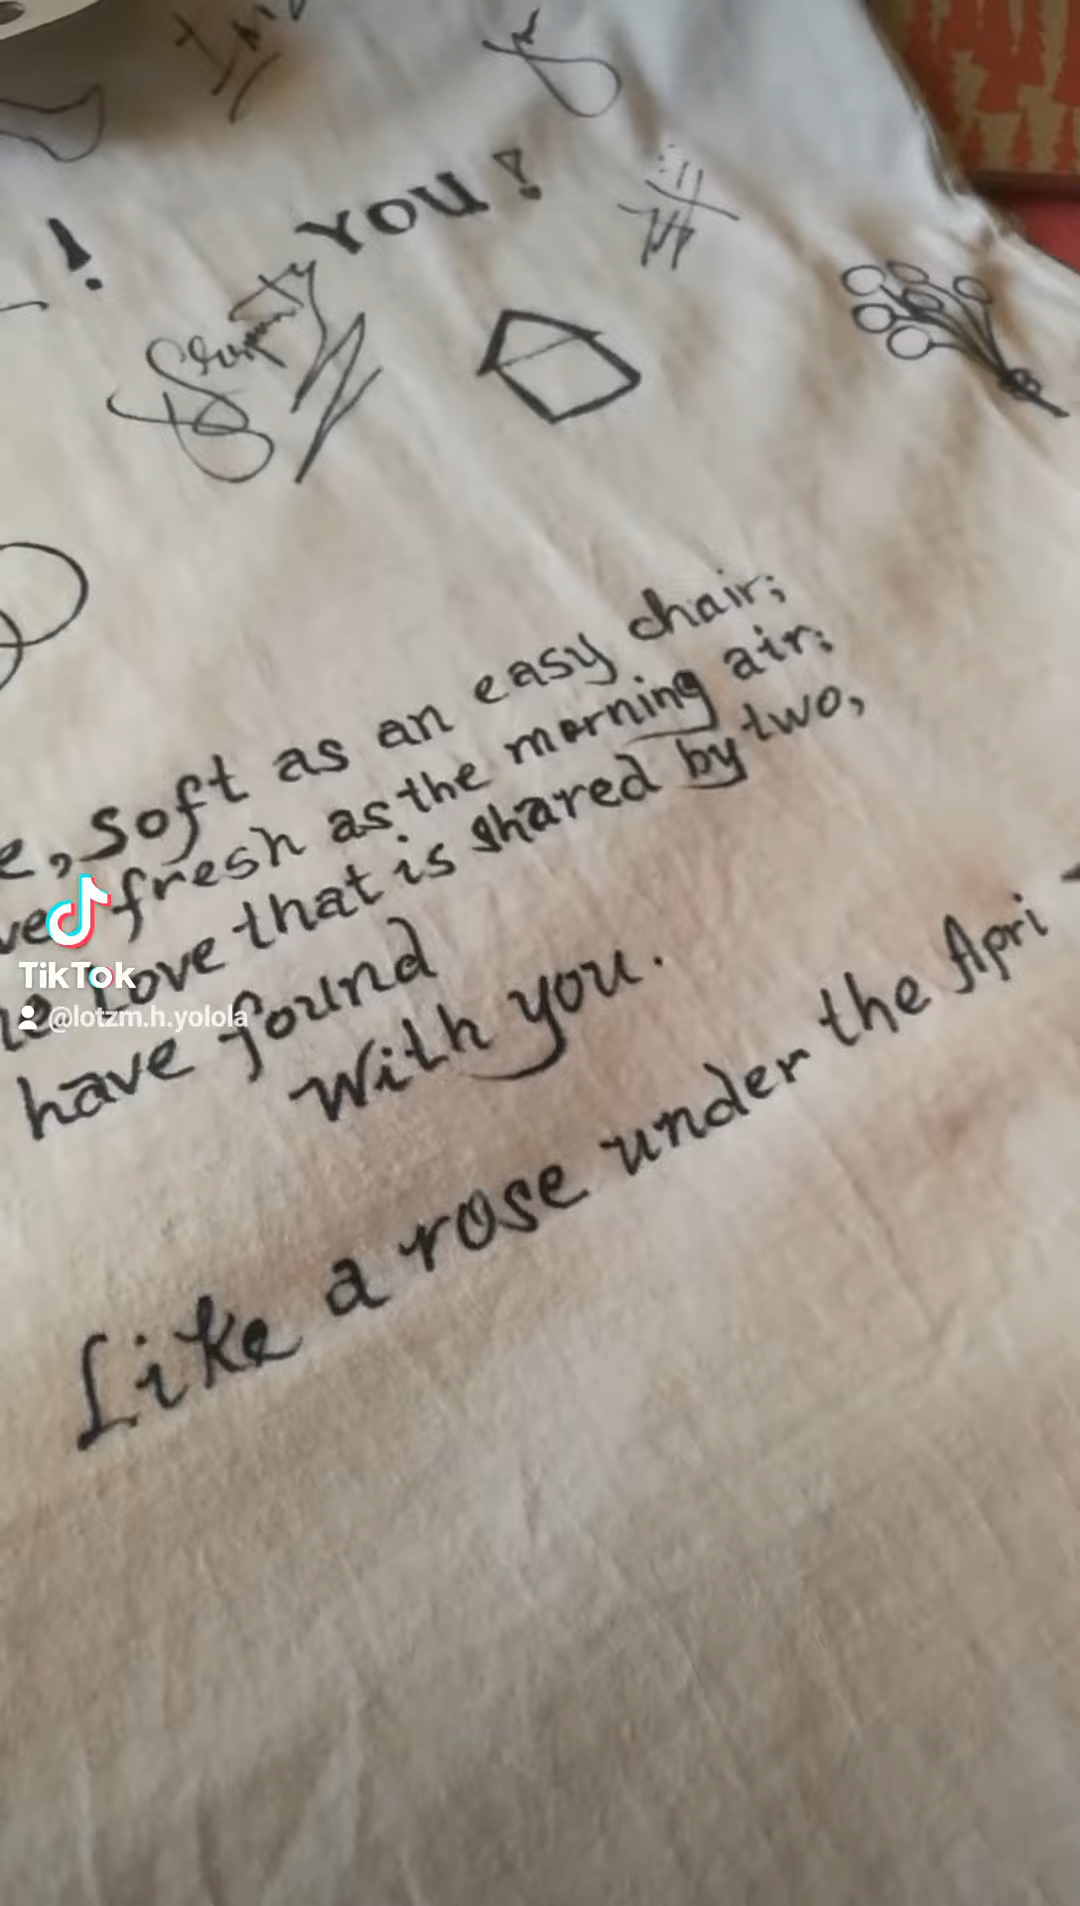 !
YOU!
e, Soft as an easy chair;
ve fresh as the morning air;
he Love that is shared by two,
have found
With you.
Like a rose under the Apri
TikTok
@lotzm.h.yolola